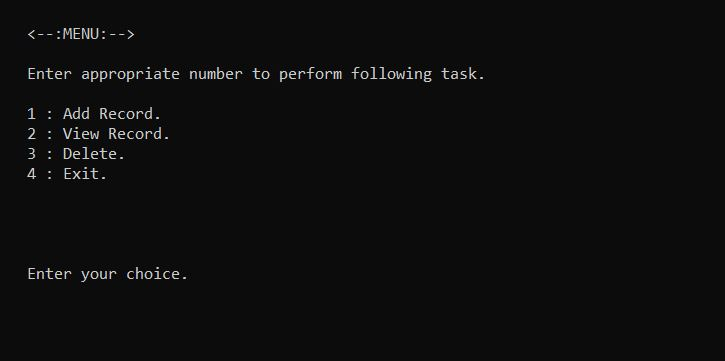 <--:MENU:-->
Enter appropriate number to perform following task.
1 : Add Record.
2 : View Record.
3 : Delete.
4 : Exit.
Enter your choice.